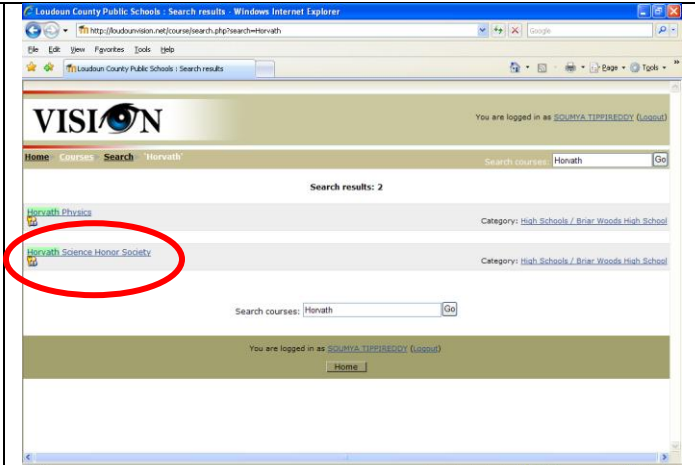 Loudoun County Public Schools : Search results - Windows Internet Explorer
http://loudounvision.net/course/search.php?search=Horvath
Google
File Edit View Favorites Tools Help
Loudoun County Public Schools : Search results
Page Tools
VISION
You are logged in as SOUMYA TIPPIREDDY (Logout)
Home Courses Search 'Horvath'
Search courses: Horvath Go
Search results: 2
Horvath Physics
Category: High Schools / Briar Woods High School
Horvath Science Honor Society
Category: High Schools / Briar Woods High School
Search courses: Horvath Go
You are logged in as SOUMYA TIPPIREDDY (Logout)
Home